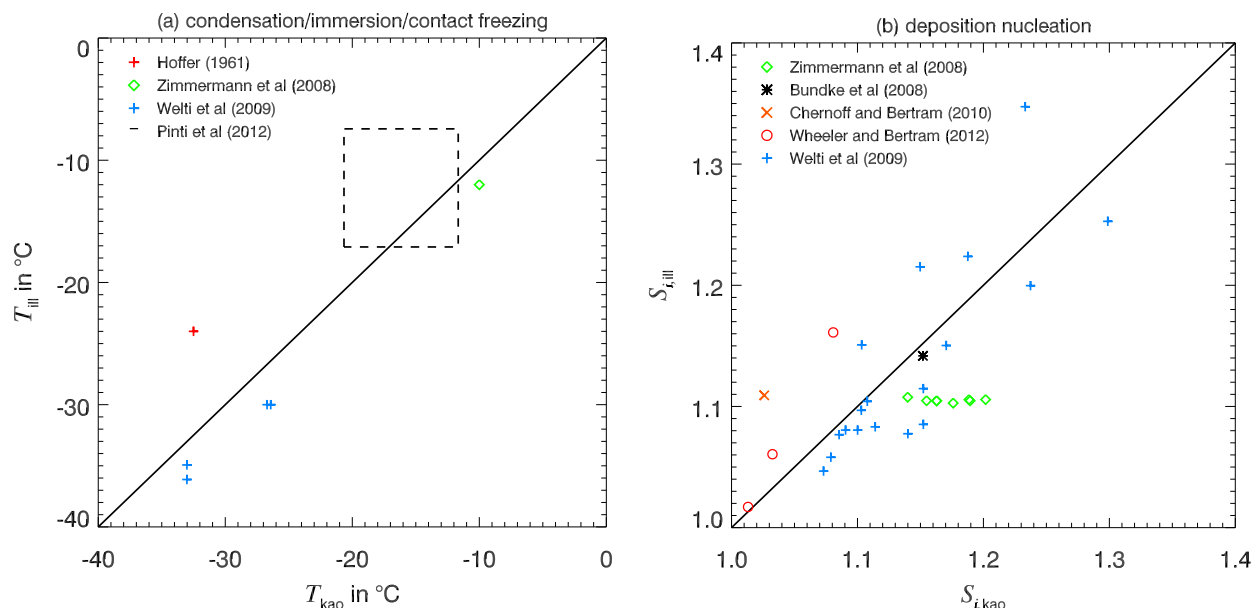 (a) condensation/immersion/contact freezing
0
-10
-20
-30
-40
+ Hoffer (1961)
◇ Zimmermann et al (2008)
+ Welti et al (2009)
– Pinti et al (2012)
T_ill in °C
-40 -30 -20 -10 0
T_kao in °C
(b) deposition nucleation
1.4
1.3
1.2
1.1
1.0
◇ Zimmermann et al (2008)
✱ Bundke et al (2008)
× Chernoff and Bertram (2010)
○ Wheeler and Bertram (2012)
+ Welti et al (2009)
S_i,ill
1.0 1.1 1.2 1.3 1.4
S_i,kao